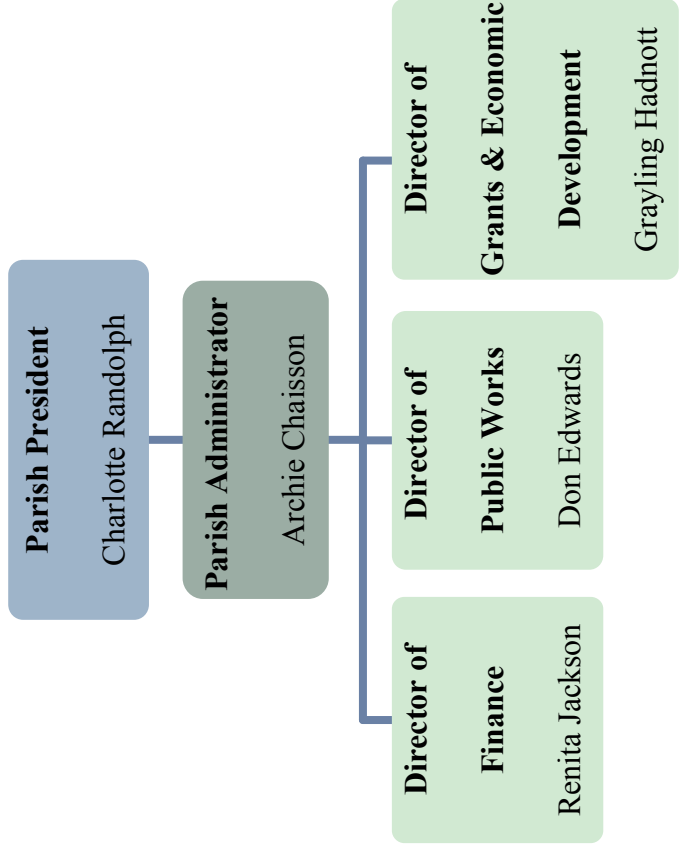 Parish President
Charlotte Randolph
Parish Administrator
Archie Chaisson
Director of
Finance
Renita Jackson
Director of
Public Works
Don Edwards
Director of
Grants & Economic
Development
Grayling Hadnott